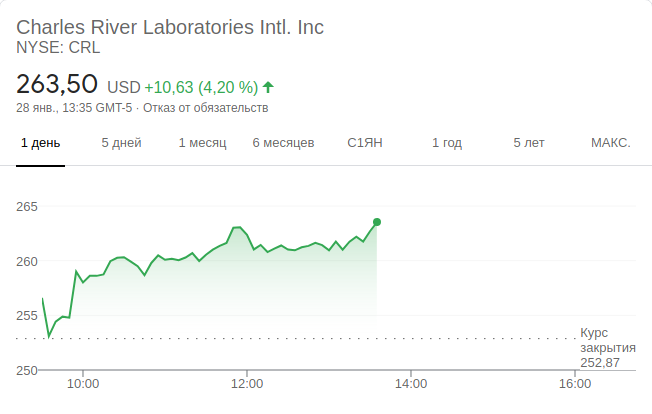 Charles River Laboratories Intl. Inc
NYSE: CRL
263,50 USD +10,63 (4,20 %)
28 янв., 13:35 GMT-5 · Отказ от обязательств
1 день 5 дней 1 месяц 6 месяцев С1ЯН 1 год 5 лет МАКС.
265
260
255
250
Курс
закрытия
252,87
10:00 12:00 14:00 16:00